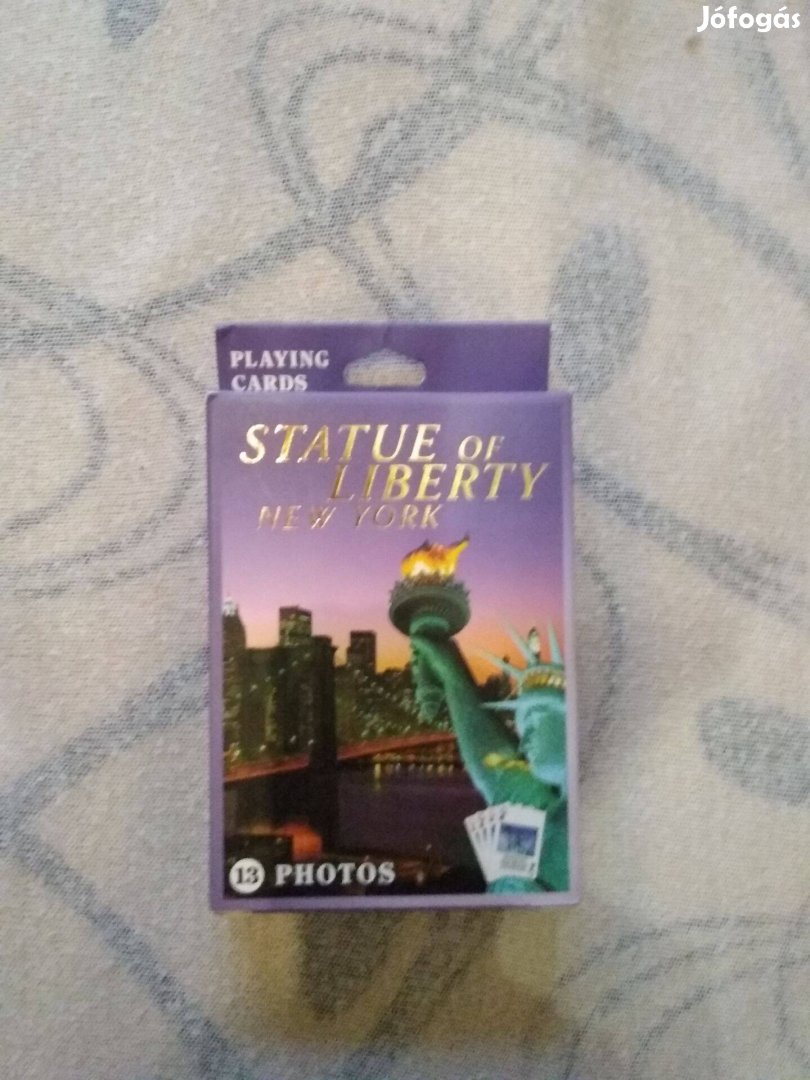 Jófogás
PLAYING
CARDS
STATUE OF
LIBERTY
NEW YORK
13 PHOTOS